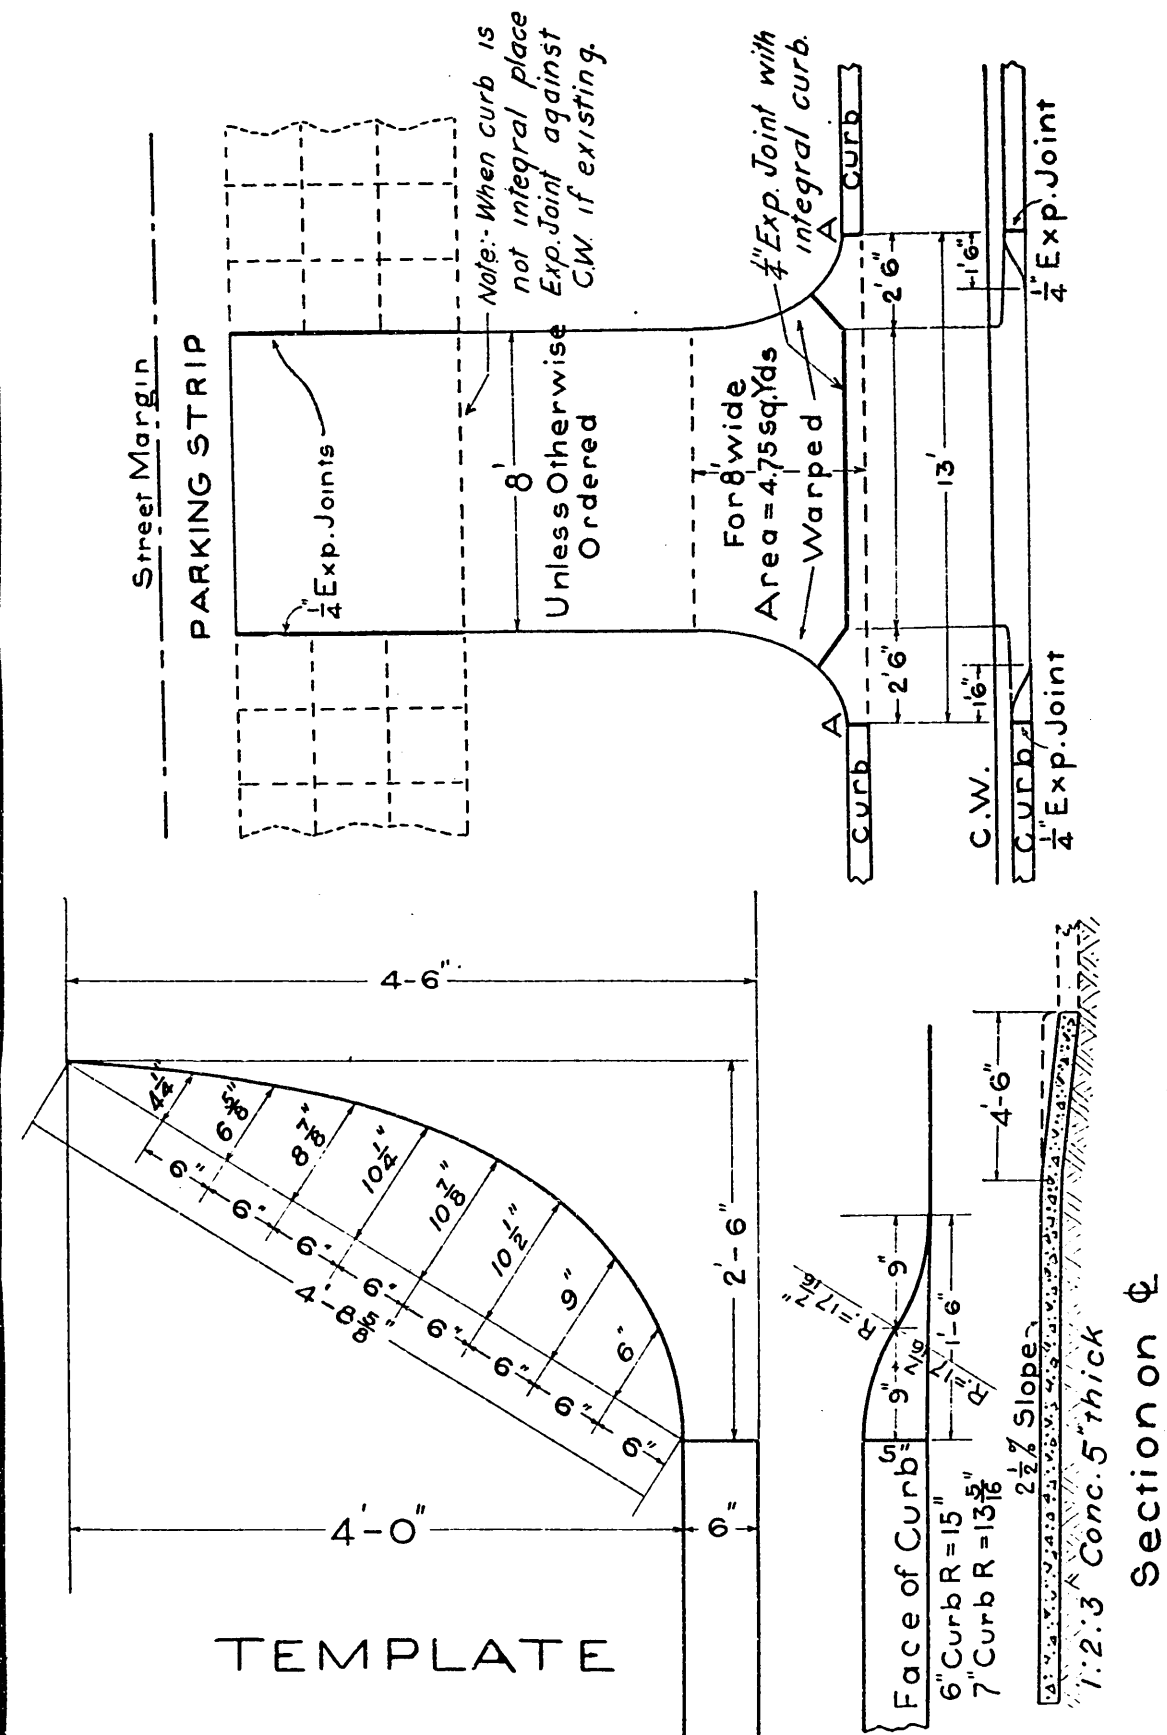 TEMPLATE
4'-0"
6"
4'-8 5/8"
6"
6"
6"
6"
6"
6"
6"
6"
4 1/4"
6 5/8"
8 7/8"
10 1/4"
10 7/8"
10 1/2"
9"
6"
2'-6"
4'-6"
Street Margin
PARKING STRIP
1/4" Exp. Joints
Note:- When curb is
not integral place
Exp. Joint against
C.W. if existing.
8'
Unless Otherwise
Ordered
For 8' wide
Area = 4.75 sq. Yds
Warped
1/4" Exp. Joint with
integral curb.
A
A
Curb
Curb
2'6"
2'6"
13'
1'6"
1'6"
C.W.
Curb
1/4" Exp. Joint
1/4" Exp. Joint
Face of Curb
5"
6" Curb R = 15"
7" Curb R = 13 5/16"
9"
9"
R. = 17 7/16"
1'-6"
2 1/2% Slope
4'-6"
1:2:3 Conc. 5" thick
Section on ℄